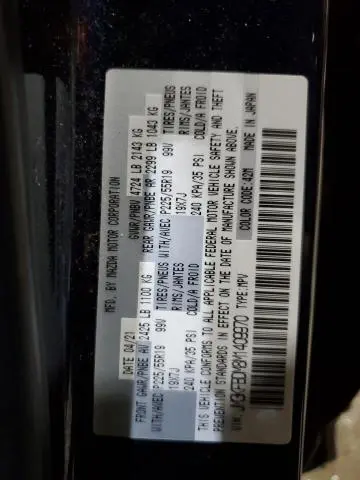 MFD. BY MAZDA MOTOR CORPORATION
DATE 04/21 GVWR/PNBV 4724 LB 2143 KG
FRONT GAWR/PNBE AV 2425 LB 1100 KG REAR GAWR/PNBE AR 2299 LB 1043 KG
WITH/AVEC P225/55R19 99V TIRES/PNEUS WITH/AVEC P225/55R19 99V TIRES/PNEUS
19X7J RIMS/JANTES 19X7J RIMS/JANTES
240 KPA/35 PSI COLD/A FROID 240 KPA/35 PSI COLD/A FROID
THIS VEHICLE CONFORMS TO ALL APPLICABLE FEDERAL MOTOR VEHICLE SAFETY AND THEFT
PREVENTION STANDARDS IN EFFECT ON THE DATE OF MANUFACTURE SHOWN ABOVE.
JM3KFBDM8M1409970 TYPE:MPV COLOR CODE:42M MADE IN JAPAN